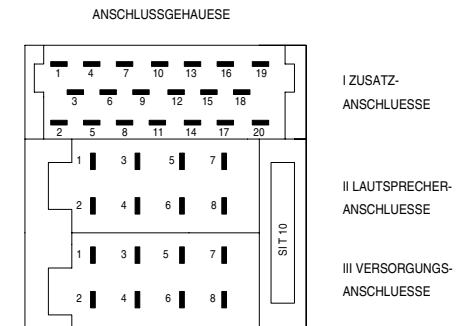 ANSCHLUSSGEHAEUSE
1 4 7 10 13 16 19
3 6 9 12 15 18
2 5 8 11 14 17 20
I ZUSATZ-
ANSCHLUESSE
1 3 5 7
2 4 6 8
II LAUTSPRECHER-
ANSCHLUESSE
SIT 10
1 3 5 7
2 4 6 8
III VERSORGUNGS-
ANSCHLUESSE